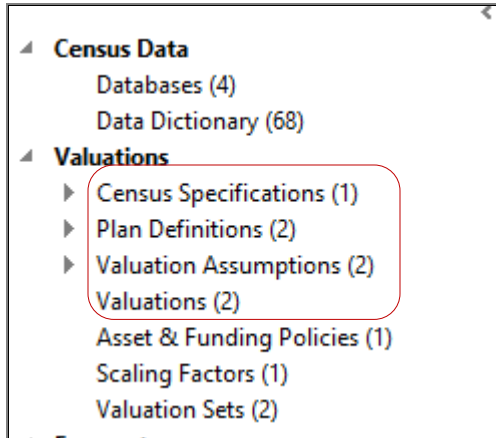 Census Data
Databases (4)
Data Dictionary (68)
Valuations
Census Specifications (1)
Plan Definitions (2)
Valuation Assumptions (2)
Valuations (2)
Asset & Funding Policies (1)
Scaling Factors (1)
Valuation Sets (2)